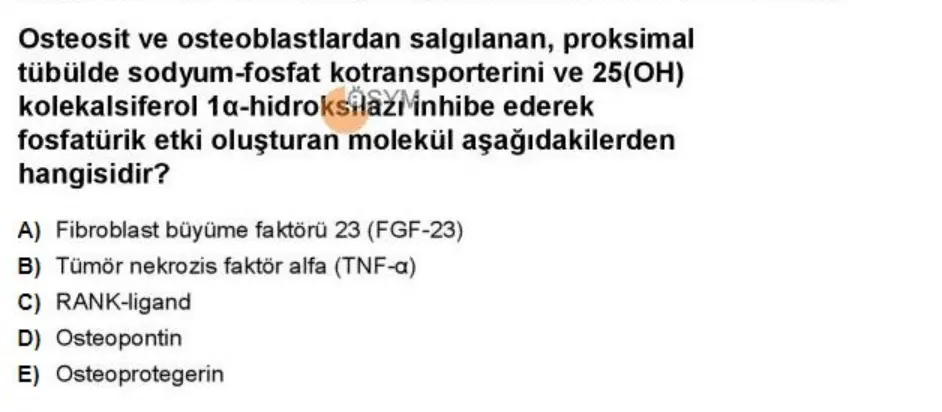 Osteosit ve osteoblastlardan salgılanan, proksimal
tübülde sodyum-fosfat kotransporterini ve 25(OH)
kolekalsiferol 1α-hidroksilazı inhibe ederek
ÖSYM
fosfatürik etki oluşturan molekül aşağıdakilerden
hangisidir?
A) Fibroblast büyüme faktörü 23 (FGF-23)
B) Tümör nekrozis faktör alfa (TNF-α)
C) RANK-ligand
D) Osteopontin
E) Osteoprotegerin